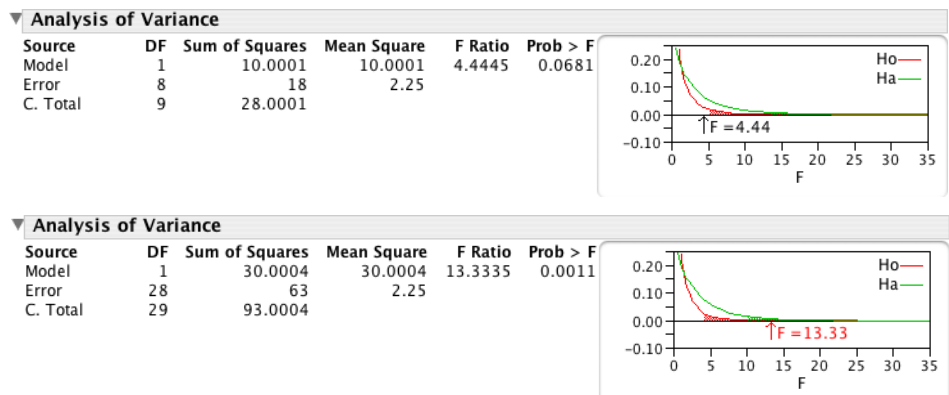 Analysis of Variance
Source DF Sum of Squares Mean Square F Ratio Prob > F
Model 1 10.0001 10.0001 4.4445 0.0681
Error 8 18 2.25
C. Total 9 28.0001
Ho
Ha
0.20
0.10
0.00
-0.10
F =4.44
0 5 10 15 20 25 30 35
F
Analysis of Variance
Source DF Sum of Squares Mean Square F Ratio Prob > F
Model 1 30.0004 30.0004 13.3335 0.0011
Error 28 63 2.25
C. Total 29 93.0004
Ho
Ha
0.20
0.10
0.00
-0.10
F =13.33
0 5 10 15 20 25 30 35
F